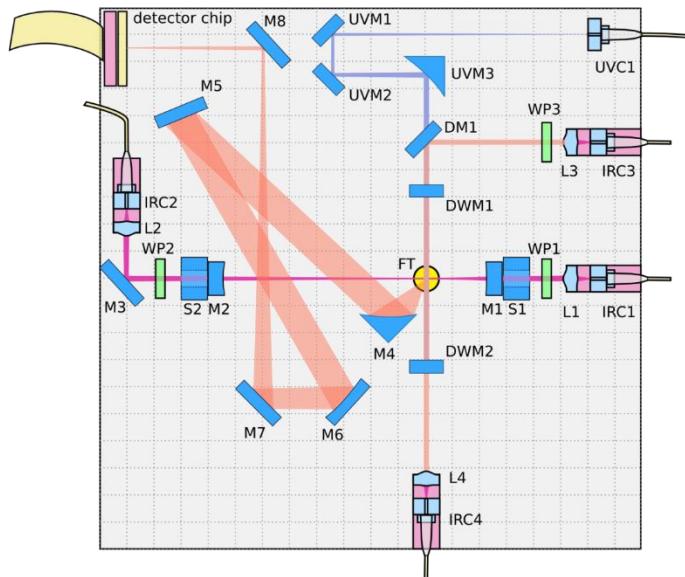 detector chip
M8
UVM1
UVC1
UVM2
UVM3
M5
DM1
WP3
L3
IRC3
IRC2
DWM1
L2
WP2
FT
WP1
M3
S2
M2
M1
S1
L1
IRC1
M4
DWM2
M7
M6
L4
IRC4